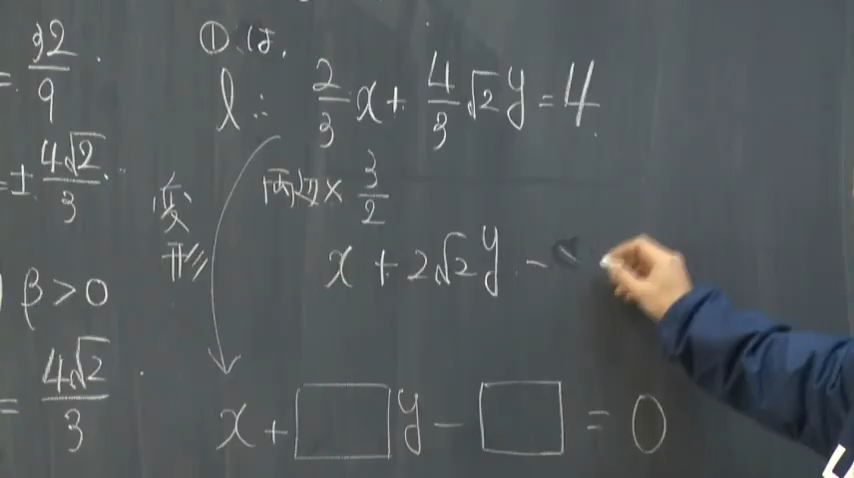 = 32/9
= ± 4√2/3
β > 0
= 4√2/3
①は、
l: 2/3 x + 4/3 √2 y = 4
両辺× 3/2
変形
x + 2√2 y -
x + □ y - □ = 0